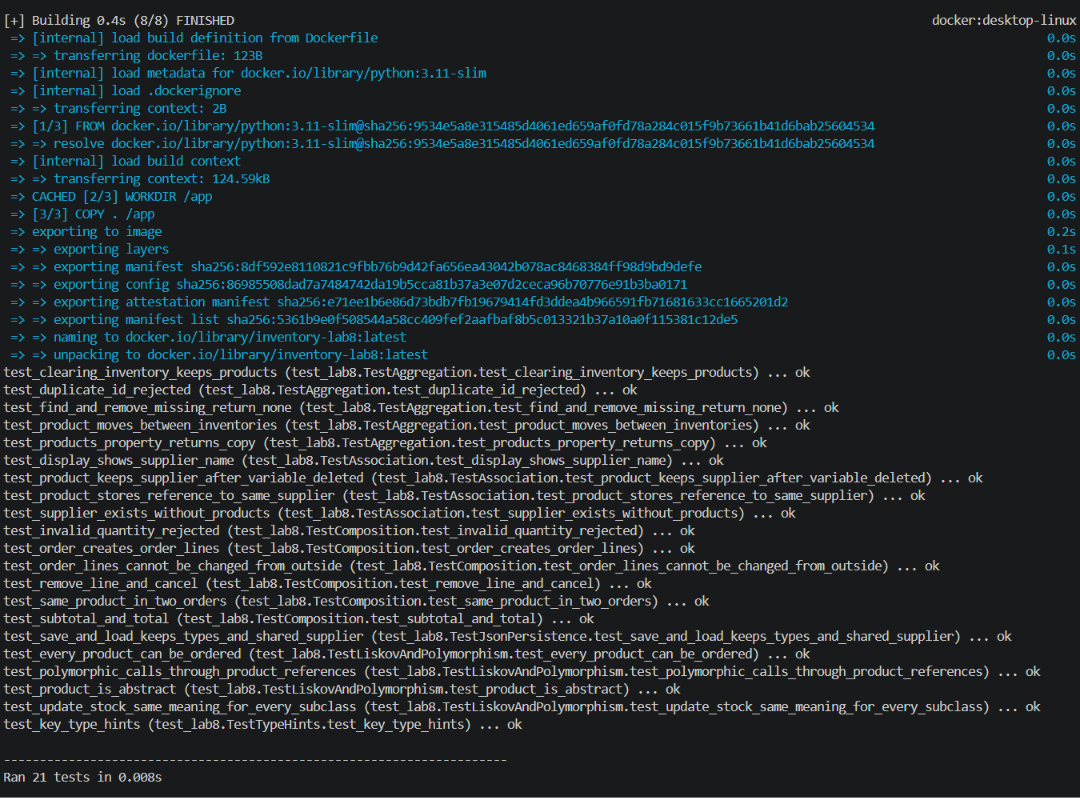 [+] Building 0.4s (8/8) FINISHED docker:desktop-linux
=> [internal] load build definition from Dockerfile 0.0s
=> => transferring dockerfile: 123B 0.0s
=> [internal] load metadata for docker.io/library/python:3.11-slim 0.0s
=> [internal] load .dockerignore 0.0s
=> => transferring context: 2B 0.0s
=> [1/3] FROM docker.io/library/python:3.11-slim@sha256:9534e5a8e315485d4061ed659af0fd78a284c015f9b73661b41d6bab25604534 0.0s
=> => resolve docker.io/library/python:3.11-slim@sha256:9534e5a8e315485d4061ed659af0fd78a284c015f9b73661b41d6bab25604534 0.0s
=> [internal] load build context 0.0s
=> => transferring context: 124.59kB 0.0s
=> CACHED [2/3] WORKDIR /app 0.0s
=> [3/3] COPY . /app 0.0s
=> exporting to image 0.2s
=> => exporting layers 0.1s
=> => exporting manifest sha256:8df592e8110821c9fbb76b9d42fa656ea43042b078ac8468384ff98d9bd9defe 0.0s
=> => exporting config sha256:86985508dad7a7484742da19b5cca81b37a3e07d2ceca96b70776e91b3ba0171 0.0s
=> => exporting attestation manifest sha256:e71ee1b6e86d73bdb7fb19679414fd3ddea4b966591fb71681633cc1665201d2 0.0s
=> => exporting manifest list sha256:5361b9e0f508544a58cc409fef2aafbaf8b5c013321b37a10a0f115381c12de5 0.0s
=> => naming to docker.io/library/inventory-lab8:latest 0.0s
=> => unpacking to docker.io/library/inventory-lab8:latest 0.0s
test_clearing_inventory_keeps_products (test_lab8.TestAggregation.test_clearing_inventory_keeps_products) ... ok
test_duplicate_id_rejected (test_lab8.TestAggregation.test_duplicate_id_rejected) ... ok
test_find_and_remove_missing_return_none (test_lab8.TestAggregation.test_find_and_remove_missing_return_none) ... ok
test_product_moves_between_inventories (test_lab8.TestAggregation.test_product_moves_between_inventories) ... ok
test_products_property_returns_copy (test_lab8.TestAggregation.test_products_property_returns_copy) ... ok
test_display_shows_supplier_name (test_lab8.TestAssociation.test_display_shows_supplier_name) ... ok
test_product_keeps_supplier_after_variable_deleted (test_lab8.TestAssociation.test_product_keeps_supplier_after_variable_deleted) ... ok
test_product_stores_reference_to_same_supplier (test_lab8.TestAssociation.test_product_stores_reference_to_same_supplier) ... ok
test_supplier_exists_without_products (test_lab8.TestAssociation.test_supplier_exists_without_products) ... ok
test_invalid_quantity_rejected (test_lab8.TestComposition.test_invalid_quantity_rejected) ... ok
test_order_creates_order_lines (test_lab8.TestComposition.test_order_creates_order_lines) ... ok
test_order_lines_cannot_be_changed_from_outside (test_lab8.TestComposition.test_order_lines_cannot_be_changed_from_outside) ... ok
test_remove_line_and_cancel (test_lab8.TestComposition.test_remove_line_and_cancel) ... ok
test_same_product_in_two_orders (test_lab8.TestComposition.test_same_product_in_two_orders) ... ok
test_subtotal_and_total (test_lab8.TestComposition.test_subtotal_and_total) ... ok
test_save_and_load_keeps_types_and_shared_supplier (test_lab8.TestJsonPersistence.test_save_and_load_keeps_types_and_shared_supplier) ... ok
test_every_product_can_be_ordered (test_lab8.TestLiskovAndPolymorphism.test_every_product_can_be_ordered) ... ok
test_polymorphic_calls_through_product_references (test_lab8.TestLiskovAndPolymorphism.test_polymorphic_calls_through_product_references) ... ok
test_product_is_abstract (test_lab8.TestLiskovAndPolymorphism.test_product_is_abstract) ... ok
test_update_stock_same_meaning_for_every_subclass (test_lab8.TestLiskovAndPolymorphism.test_update_stock_same_meaning_for_every_subclass) ... ok
test_key_type_hints (test_lab8.TestTypeHints.test_key_type_hints) ... ok
----------------------------------------------------------------------
Ran 21 tests in 0.008s